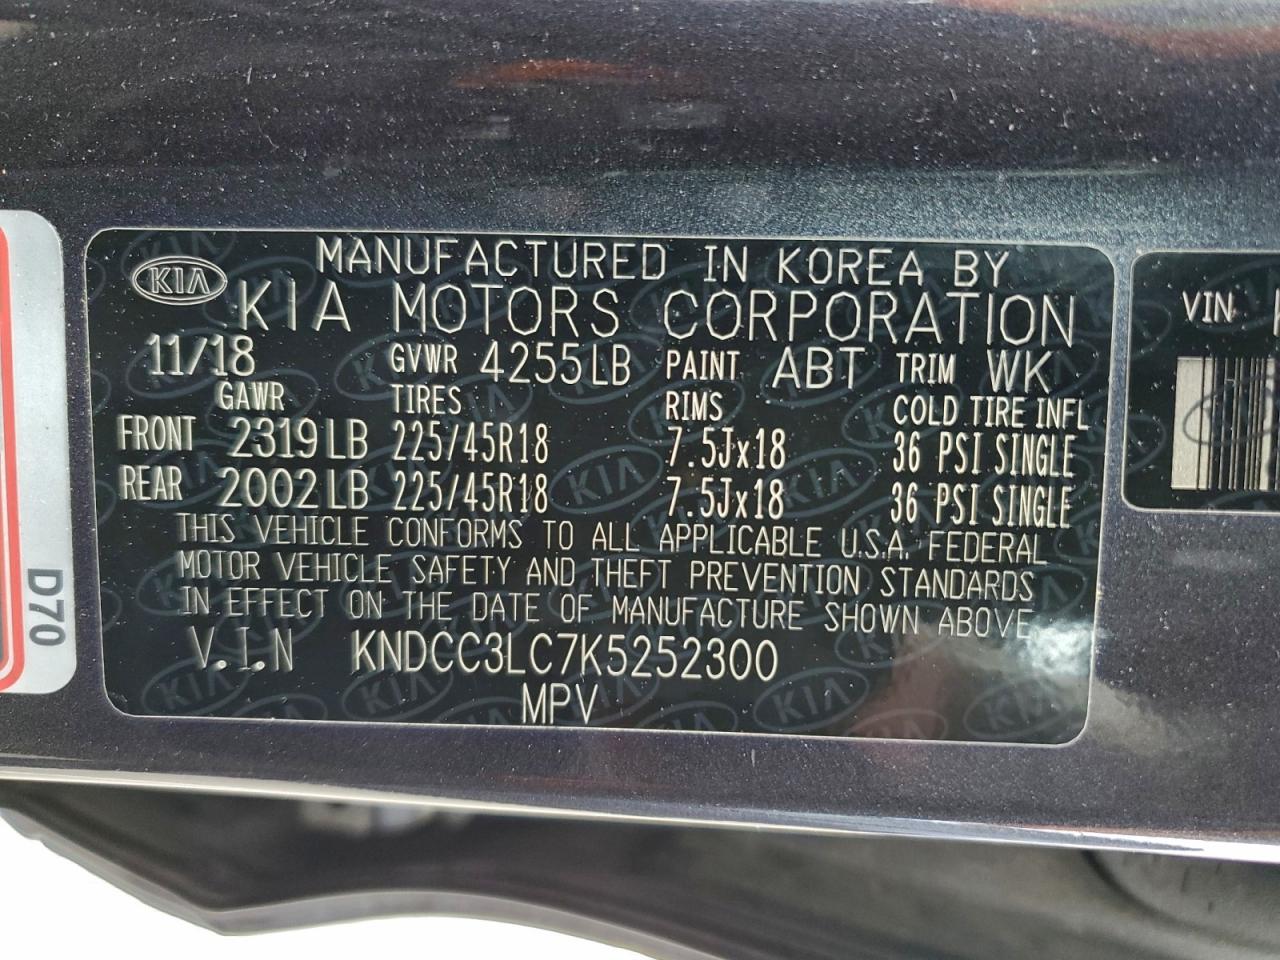 KIA
MANUFACTURED IN KOREA BY
KIA MOTORS CORPORATION
11/18 GVWR 4255LB PAINT ABT TRIM WK
GAWR TIRES RIMS COLD TIRE INFL
FRONT 2319LB 225/45R18 7.5Jx18 36 PSI SINGLE
REAR 2002LB 225/45R18 7.5Jx18 36 PSI SINGLE
THIS VEHICLE CONFORMS TO ALL APPLICABLE U.S.A. FEDERAL
MOTOR VEHICLE SAFETY AND THEFT PREVENTION STANDARDS
IN EFFECT ON THE DATE OF MANUFACTURE SHOWN ABOVE.
V.I.N KNDCC3LC7K5252300
MPV
D70
VIN